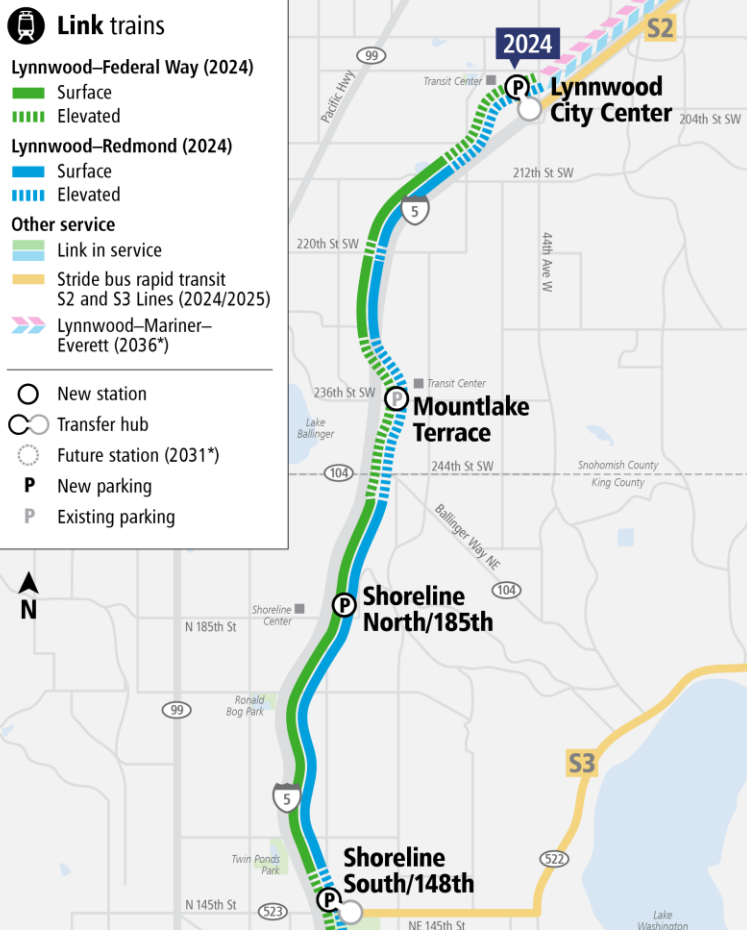 Link trains
Lynnwood–Federal Way (2024)
Surface
Elevated
Lynnwood–Redmond (2024)
Surface
Elevated
Other service
Link in service
Stride bus rapid transit
S2 and S3 Lines (2024/2025)
Lynnwood–Mariner–
Everett (2036*)
New station
Transfer hub
Future station (2031*)
P New parking
P Existing parking
N
S2
2024
99
Pacific Hwy
Transit Center
P
Lynnwood
City Center
204th St SW
212th St SW
5
220th St SW
44th Ave W
Transit Center
236th St SW
P
Mountlake
Terrace
Lake
Ballinger
104
244th St SW
Snohomish County
King County
Ballinger Way NE
104
Shoreline
Center
P
Shoreline
North/185th
N 185th St
Ronald
Bog Park
99
S3
5
522
Twin Ponds
Park
Shoreline
South/148th
P
N 145th St
523
NE 145th St
Lake
Washington